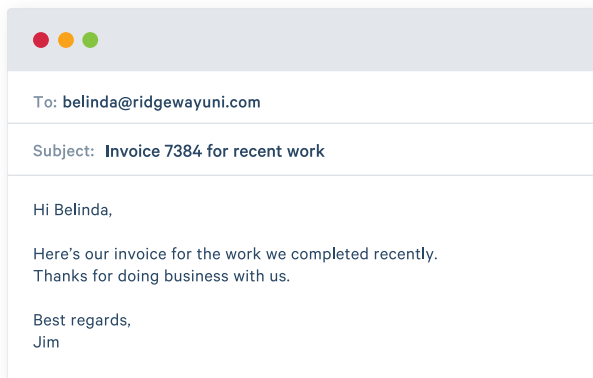 To: belinda@ridgewayuni.com
Subject: Invoice 7384 for recent work
Hi Belinda,
Here’s our invoice for the work we completed recently.
Thanks for doing business with us.
Best regards,
Jim